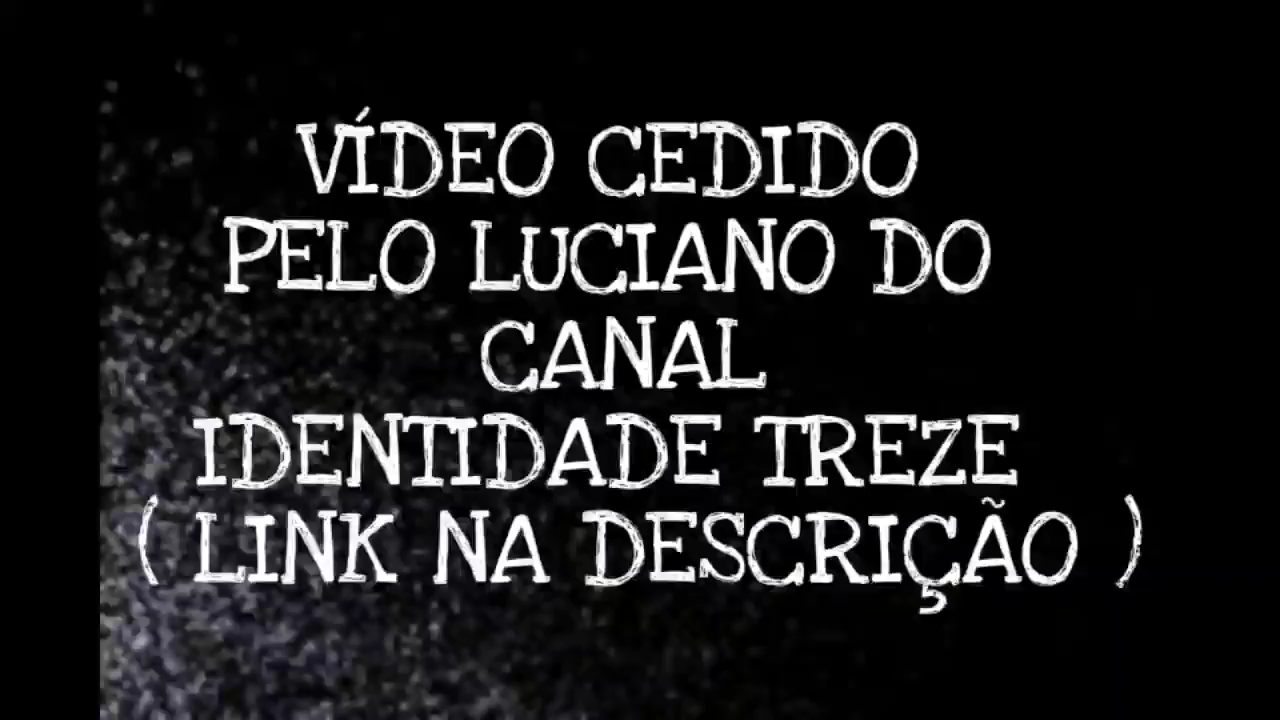 VÍDEO CEDIDO
PELO LUCIANO DO
CANAL
IDENTIDADE TREZE
( LINK NA DESCRIÇÃO )